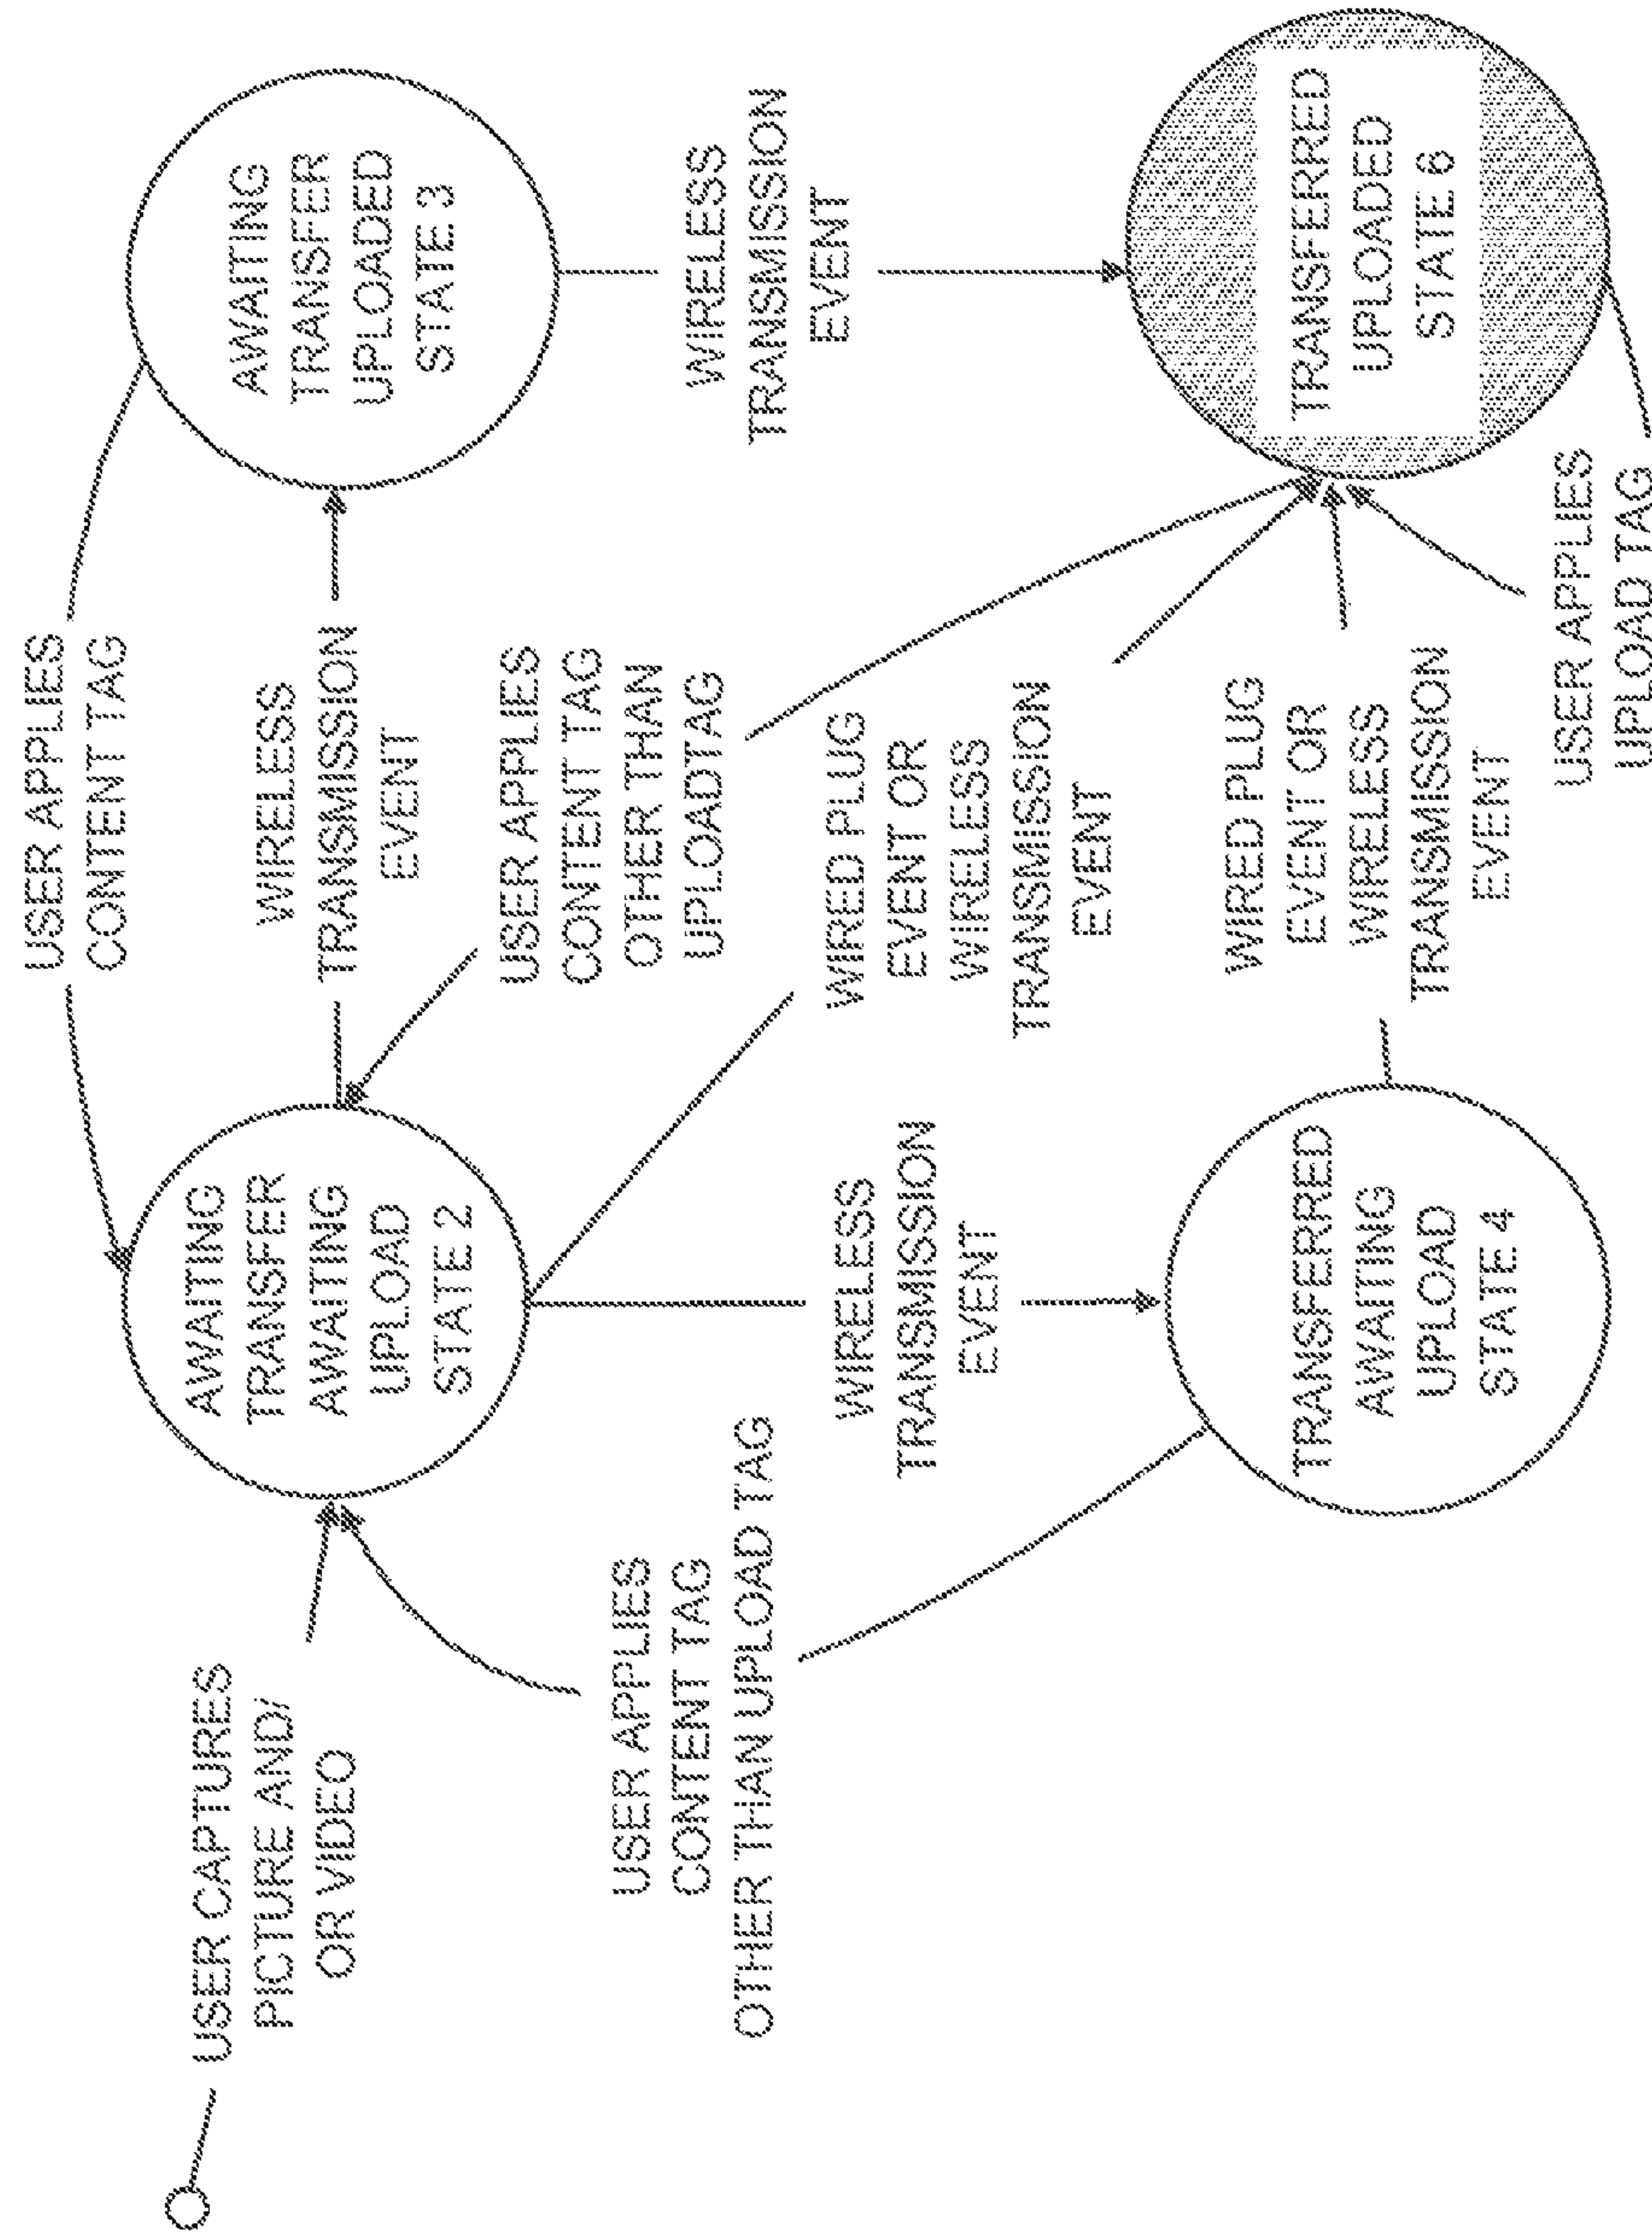 USER CAPTURES
PICTURE AND/
OR VIDEO
USER APPLIES
CONTENT TAG
AWAITING
TRANSFER
AWAITING
UPLOAD
STATE 2
WIRELESS
TRANSMISSION
EVENT
AWAITING
TRANSFER
UPLOADED
STATE 3
USER APPLIES
CONTENT TAG
OTHER THAN
UPLOADTAG
USER APPLIES
CONTENT TAG
OTHER THAN UPLOAD TAG
WIRELESS
TRANSMISSION
EVENT
WIRED PLUG
EVENT OR
WIRELESS
TRANSMISSION
EVENT
WIRELESS
TRANSMISSION
EVENT
TRANSFERRED
AWAITING
UPLOAD
STATE 4
WIRED PLUG
EVENT OR
WIRELESS
TRANSMISSION
EVENT
TRANSFERRED
UPLOADED
STATE 6
USER APPLIES
UPLOAD TAG